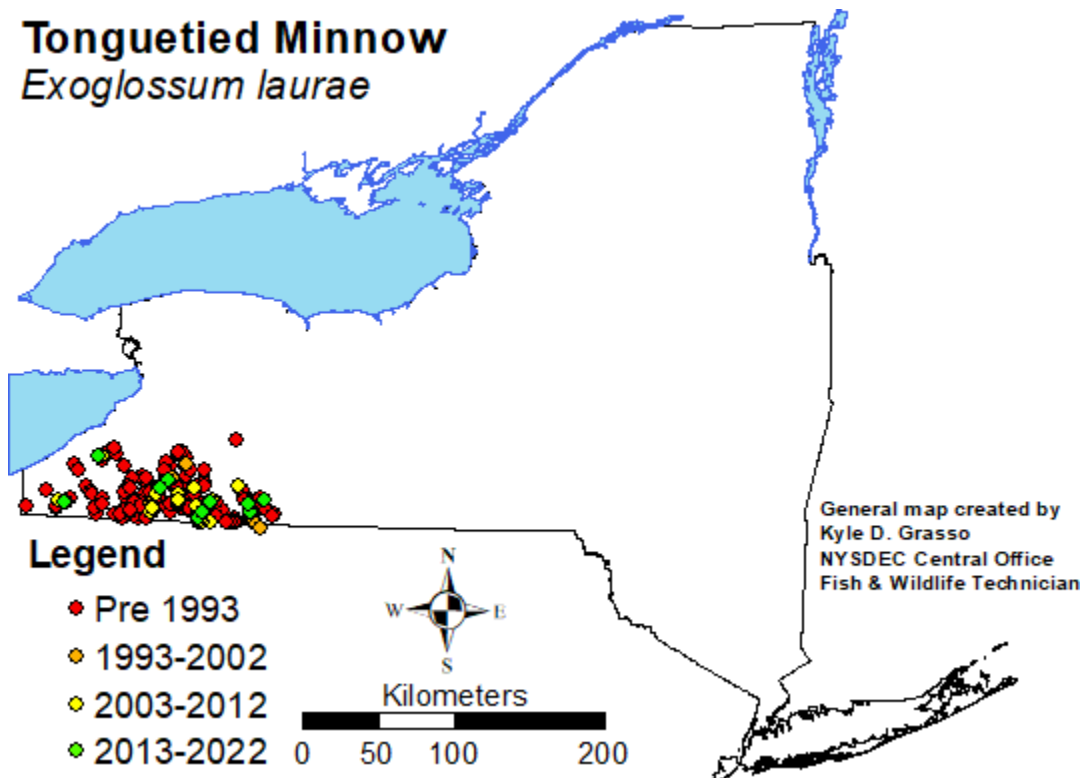 Tonguetied Minnow
Exoglossum laurae
General map created by
Kyle D. Grasso
NYSDEC Central Office
Fish & Wildlife Technician
Legend
Pre 1993
1993-2002
2003-2012
2013-2022
N
W E
S
Kilometers
0 50 100 200